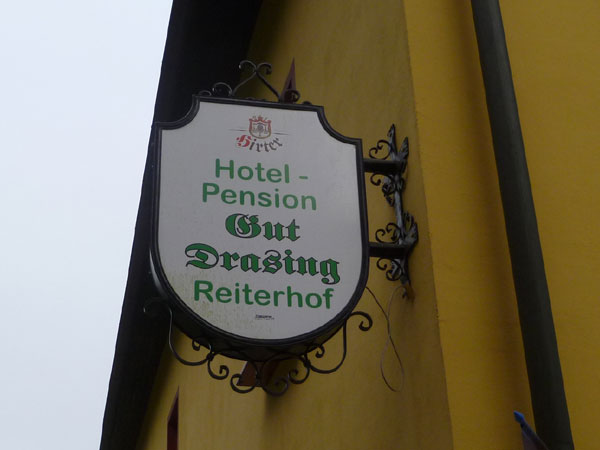 Hirter
Hotel -
Pension
Gut
Drasing
Reiterhof